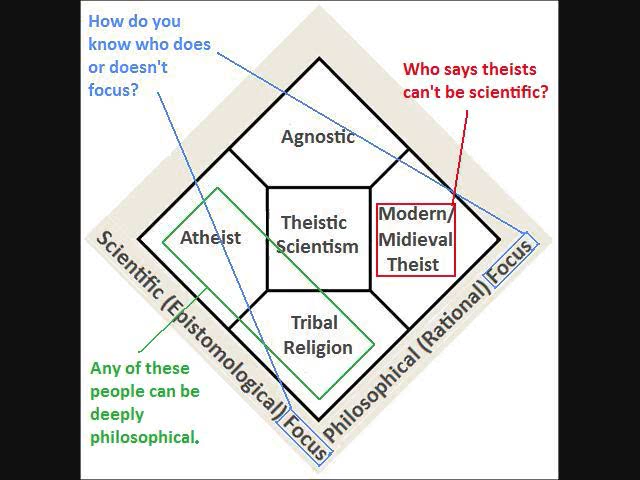 How do you
know who does
or doesn't
focus?
Who says theists
can't be scientific?
Agnostic
Atheist
Theistic
Scientism
Modern/
Midieval
Theist
Tribal
Religion
Scientific (Epistomological) Focus
Philosophical (Rational) Focus
Any of these
people can be
deeply
philosophical.